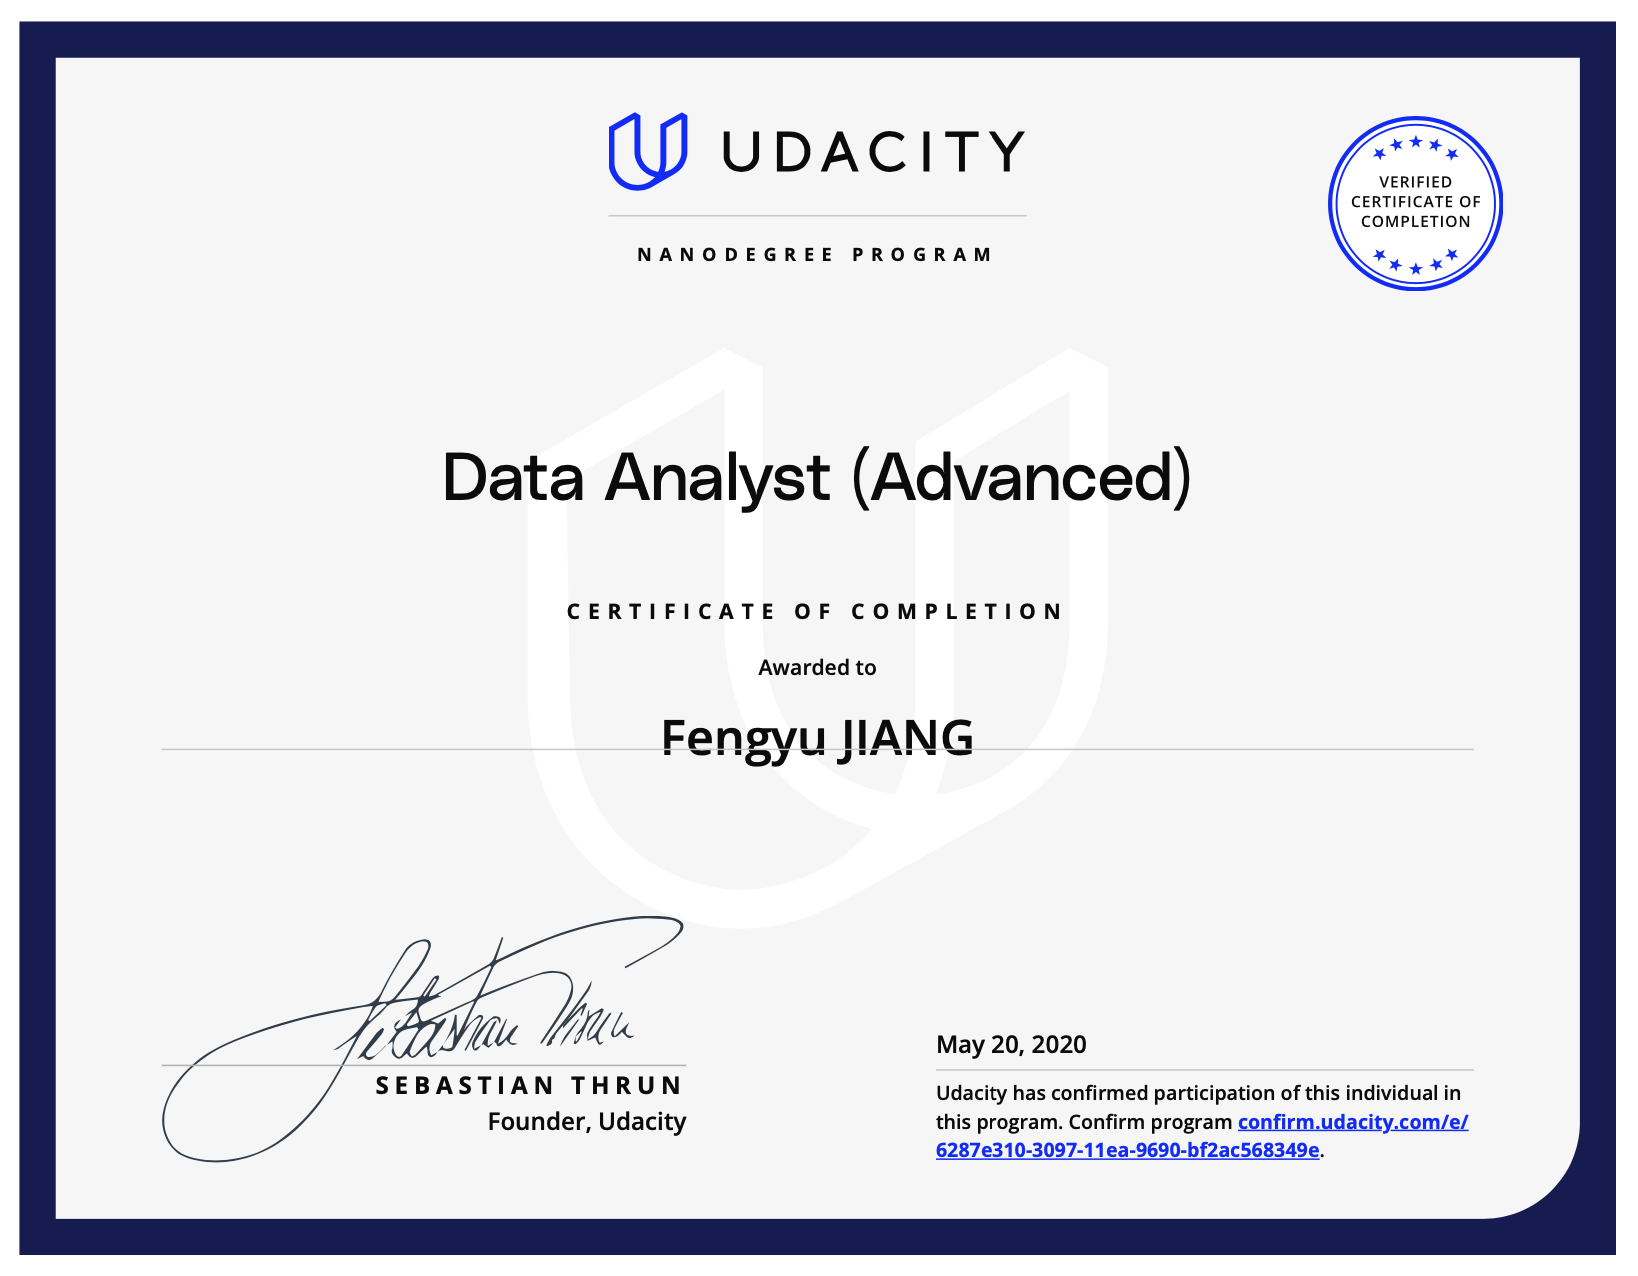 UDACITY
NANODEGREE PROGRAM
VERIFIED
CERTIFICATE OF
COMPLETION
Data Analyst (Advanced)
CERTIFICATE OF COMPLETION
Awarded to
Fengyu JIANG
Sebastian Thrun
SEBASTIAN THRUN
Founder, Udacity
May 20, 2020
Udacity has confirmed participation of this individual in
this program. Confirm program confirm.udacity.com/e/
6287e310-3097-11ea-9690-bf2ac568349e.